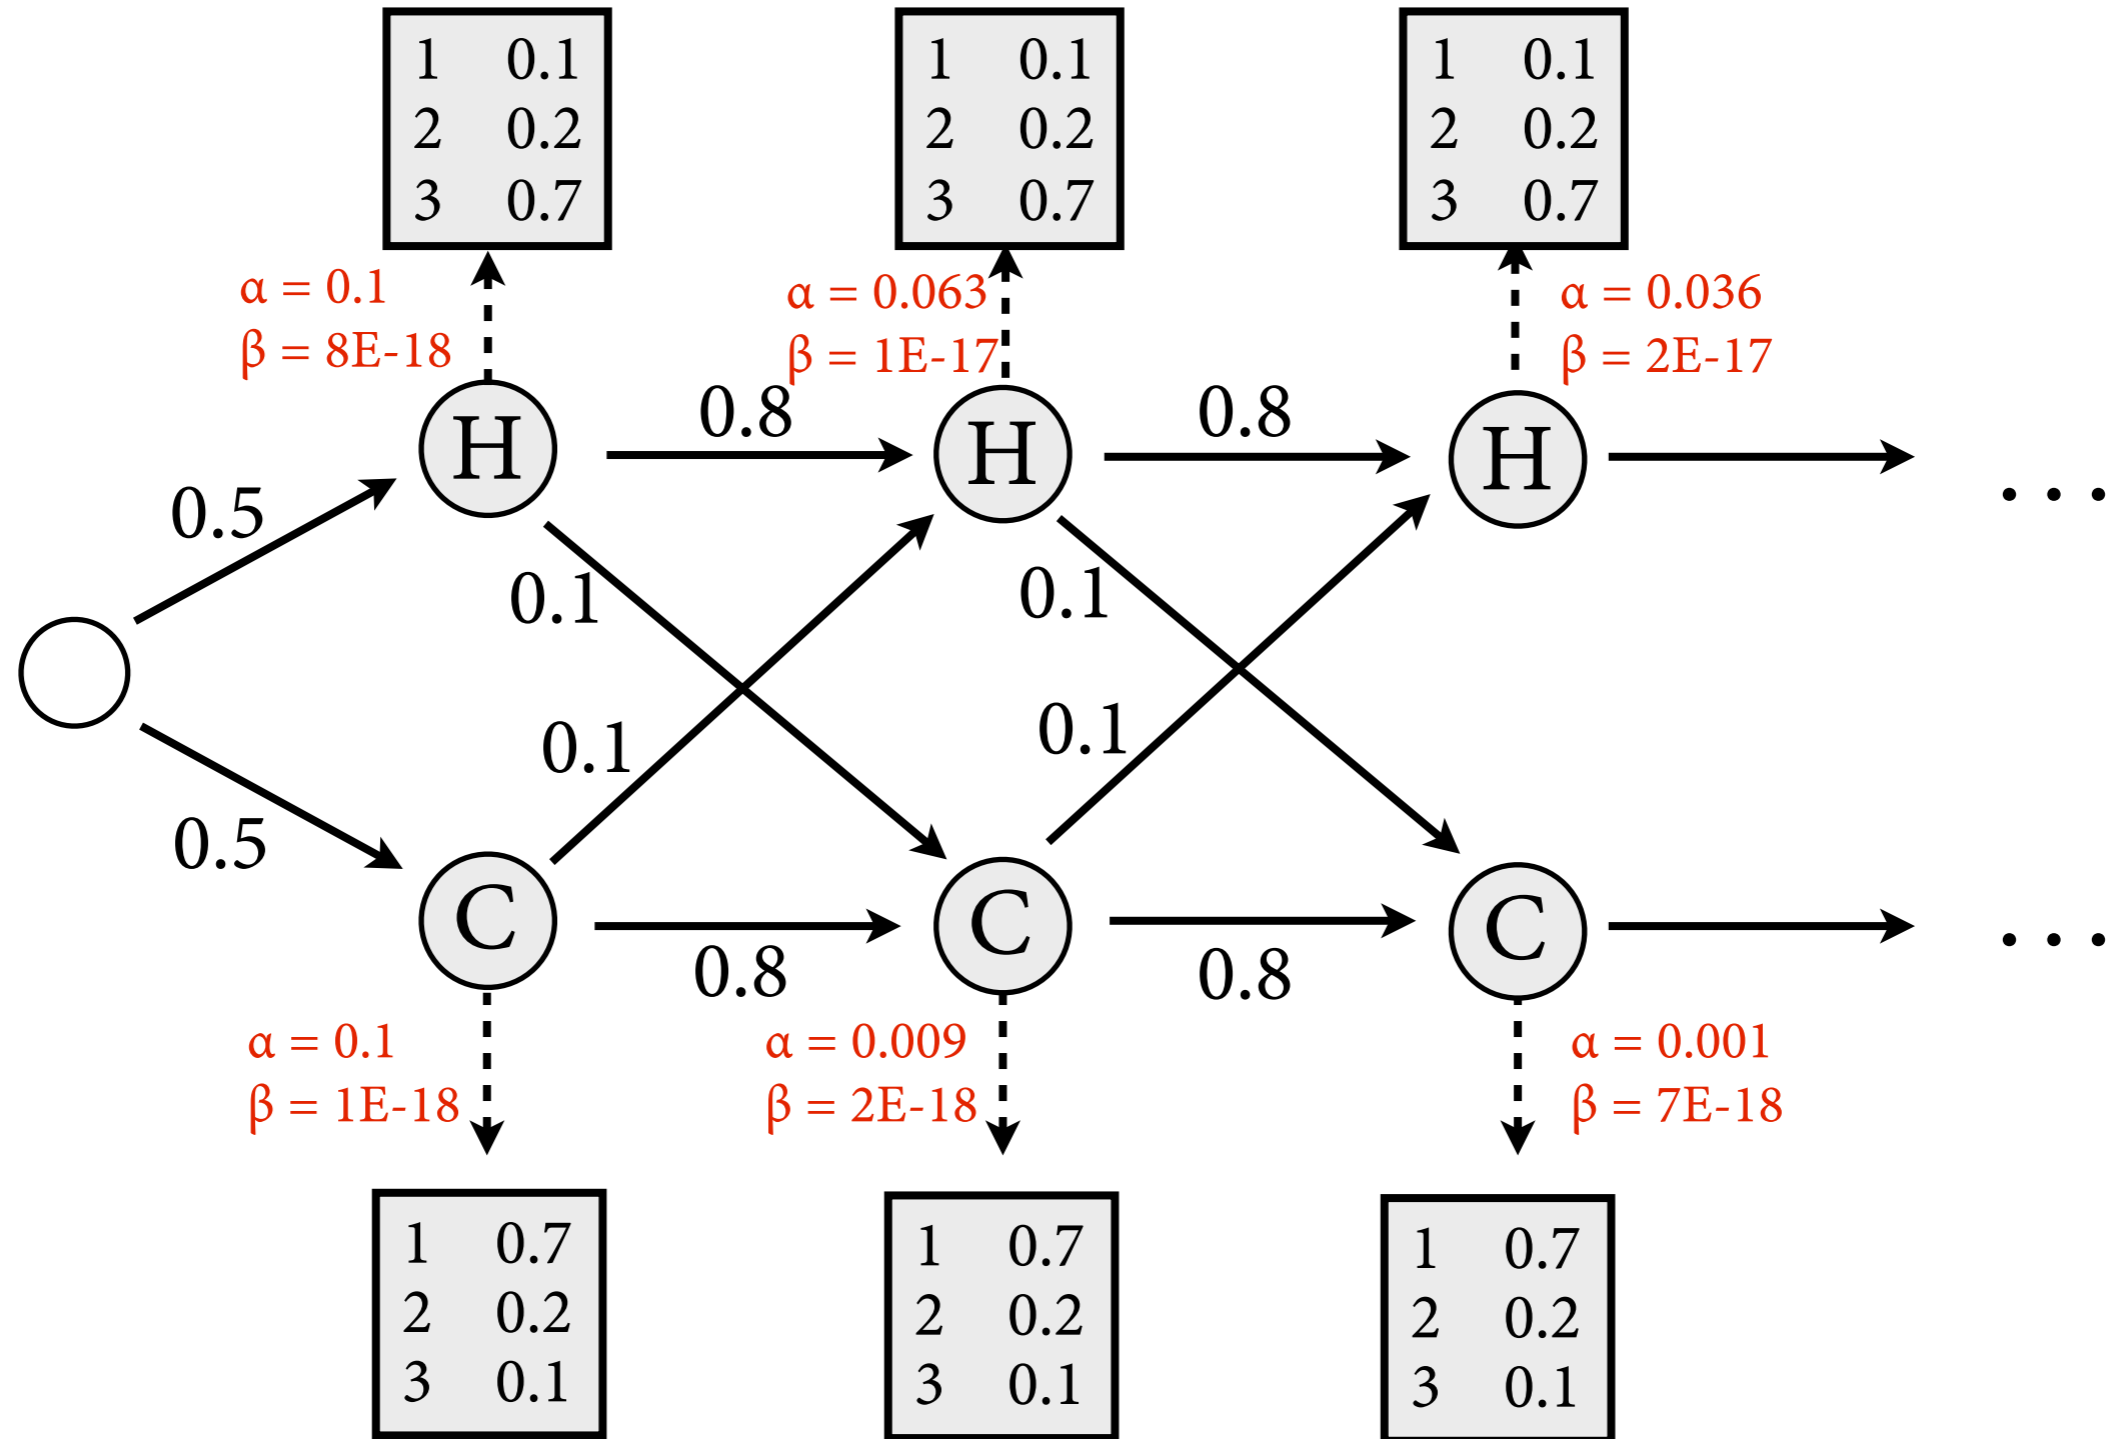 1 0.1
2 0.2
3 0.7
1 0.1
2 0.2
3 0.7
1 0.1
2 0.2
3 0.7
α = 0.1
β = 8E-18
α = 0.063
β = 1E-17
α = 0.036
β = 2E-17
H
0.8
H
0.8
H
. . .
0.5
0.1
0.1
0.1
0.1
0.5
C
0.8
C
0.8
C
. . .
α = 0.1
β = 1E-18
α = 0.009
β = 2E-18
α = 0.001
β = 7E-18
1 0.7
2 0.2
3 0.1
1 0.7
2 0.2
3 0.1
1 0.7
2 0.2
3 0.1